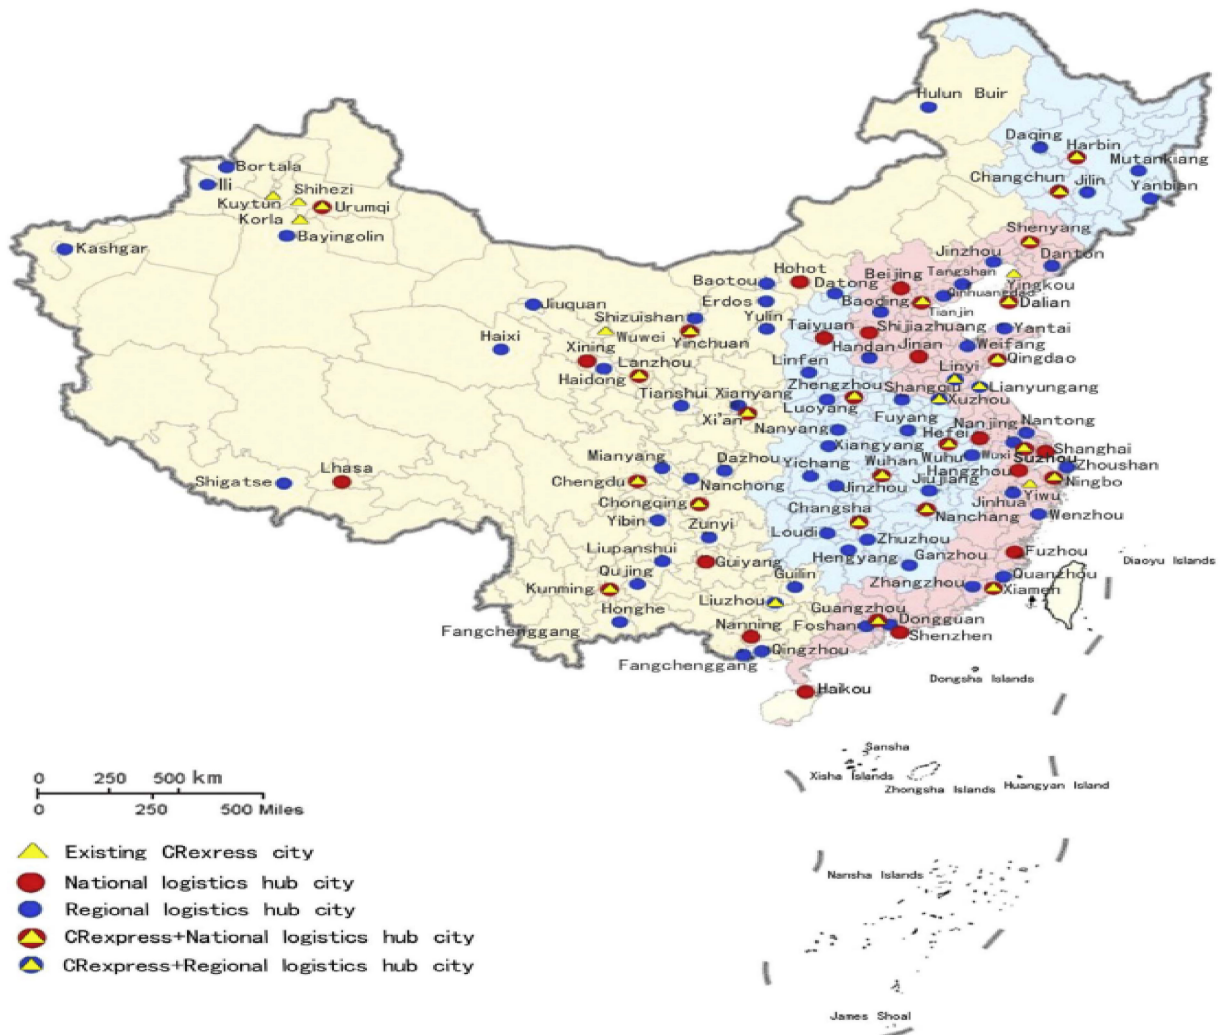 Hulun Buir
Daqing
Harbin
Mutankiang
Changchun
Jilin
Yanbian
Bortala
Ili
Shihezi
Kuytun
Urumqi
Korla
Bayingolin
Kashgar
Shenyang
Jinzhou
Danton
Hohot
Beijing
Tangshan
Yingkou
Baotou
Datong
Qinhuangdao
Erdos
Baoding
Tianjin
Dalian
Jiuquan
Shizuishan
Yulin
Taiyuan
Shijiazhuang
Yantai
Wuwei
Yinchuan
Haixi
Xining
Handan
Jinan
Weifang
Lanzhou
Linfen
Qingdao
Haidong
Linyi
Zhengzhou
Shangqiu
Lianyungang
Tianshui
Xianyang
Luoyang
Xuzhou
Xi'an
Fuyang
Nanjing
Nantong
Nanyang
Hefei
Xiangyang
Wuhu
Wuxi
Shanghai
Suzhou
Mianyang
Dazhou
Yichang
Wuhan
Hangzhou
Zhoushan
Lhasa
Shigatse
Chengdu
Nanchong
Jinzhou
Jiujiang
Ningbo
Yiwu
Chongqing
Changsha
Jinhua
Nanchang
Wenzhou
Yibin
Zunyi
Loudi
Zhuzhou
Liupanshui
Guiyang
Hengyang
Ganzhou
Fuzhou
Diaoyu Islands
Qujing
Guilin
Zhangzhou
Quanzhou
Kunming
Xiamen
Honghe
Liuzhou
Guangzhou
Fangchenggang
Nanning
Foshan
Dongguan
Shenzhen
Fangchenggang
Qingzhou
Dongsha Islands
Haikou
Sansha
Xisha Islands
Zhongsha Islands
Huangyan Island
Nansha Islands
James Shoal
0 250 500 km
0 250 500 Miles
Existing CRexress city
National logistics hub city
Regional logistics hub city
CRexpress+National logistics hub city
CRexpress+Regional logistics hub city